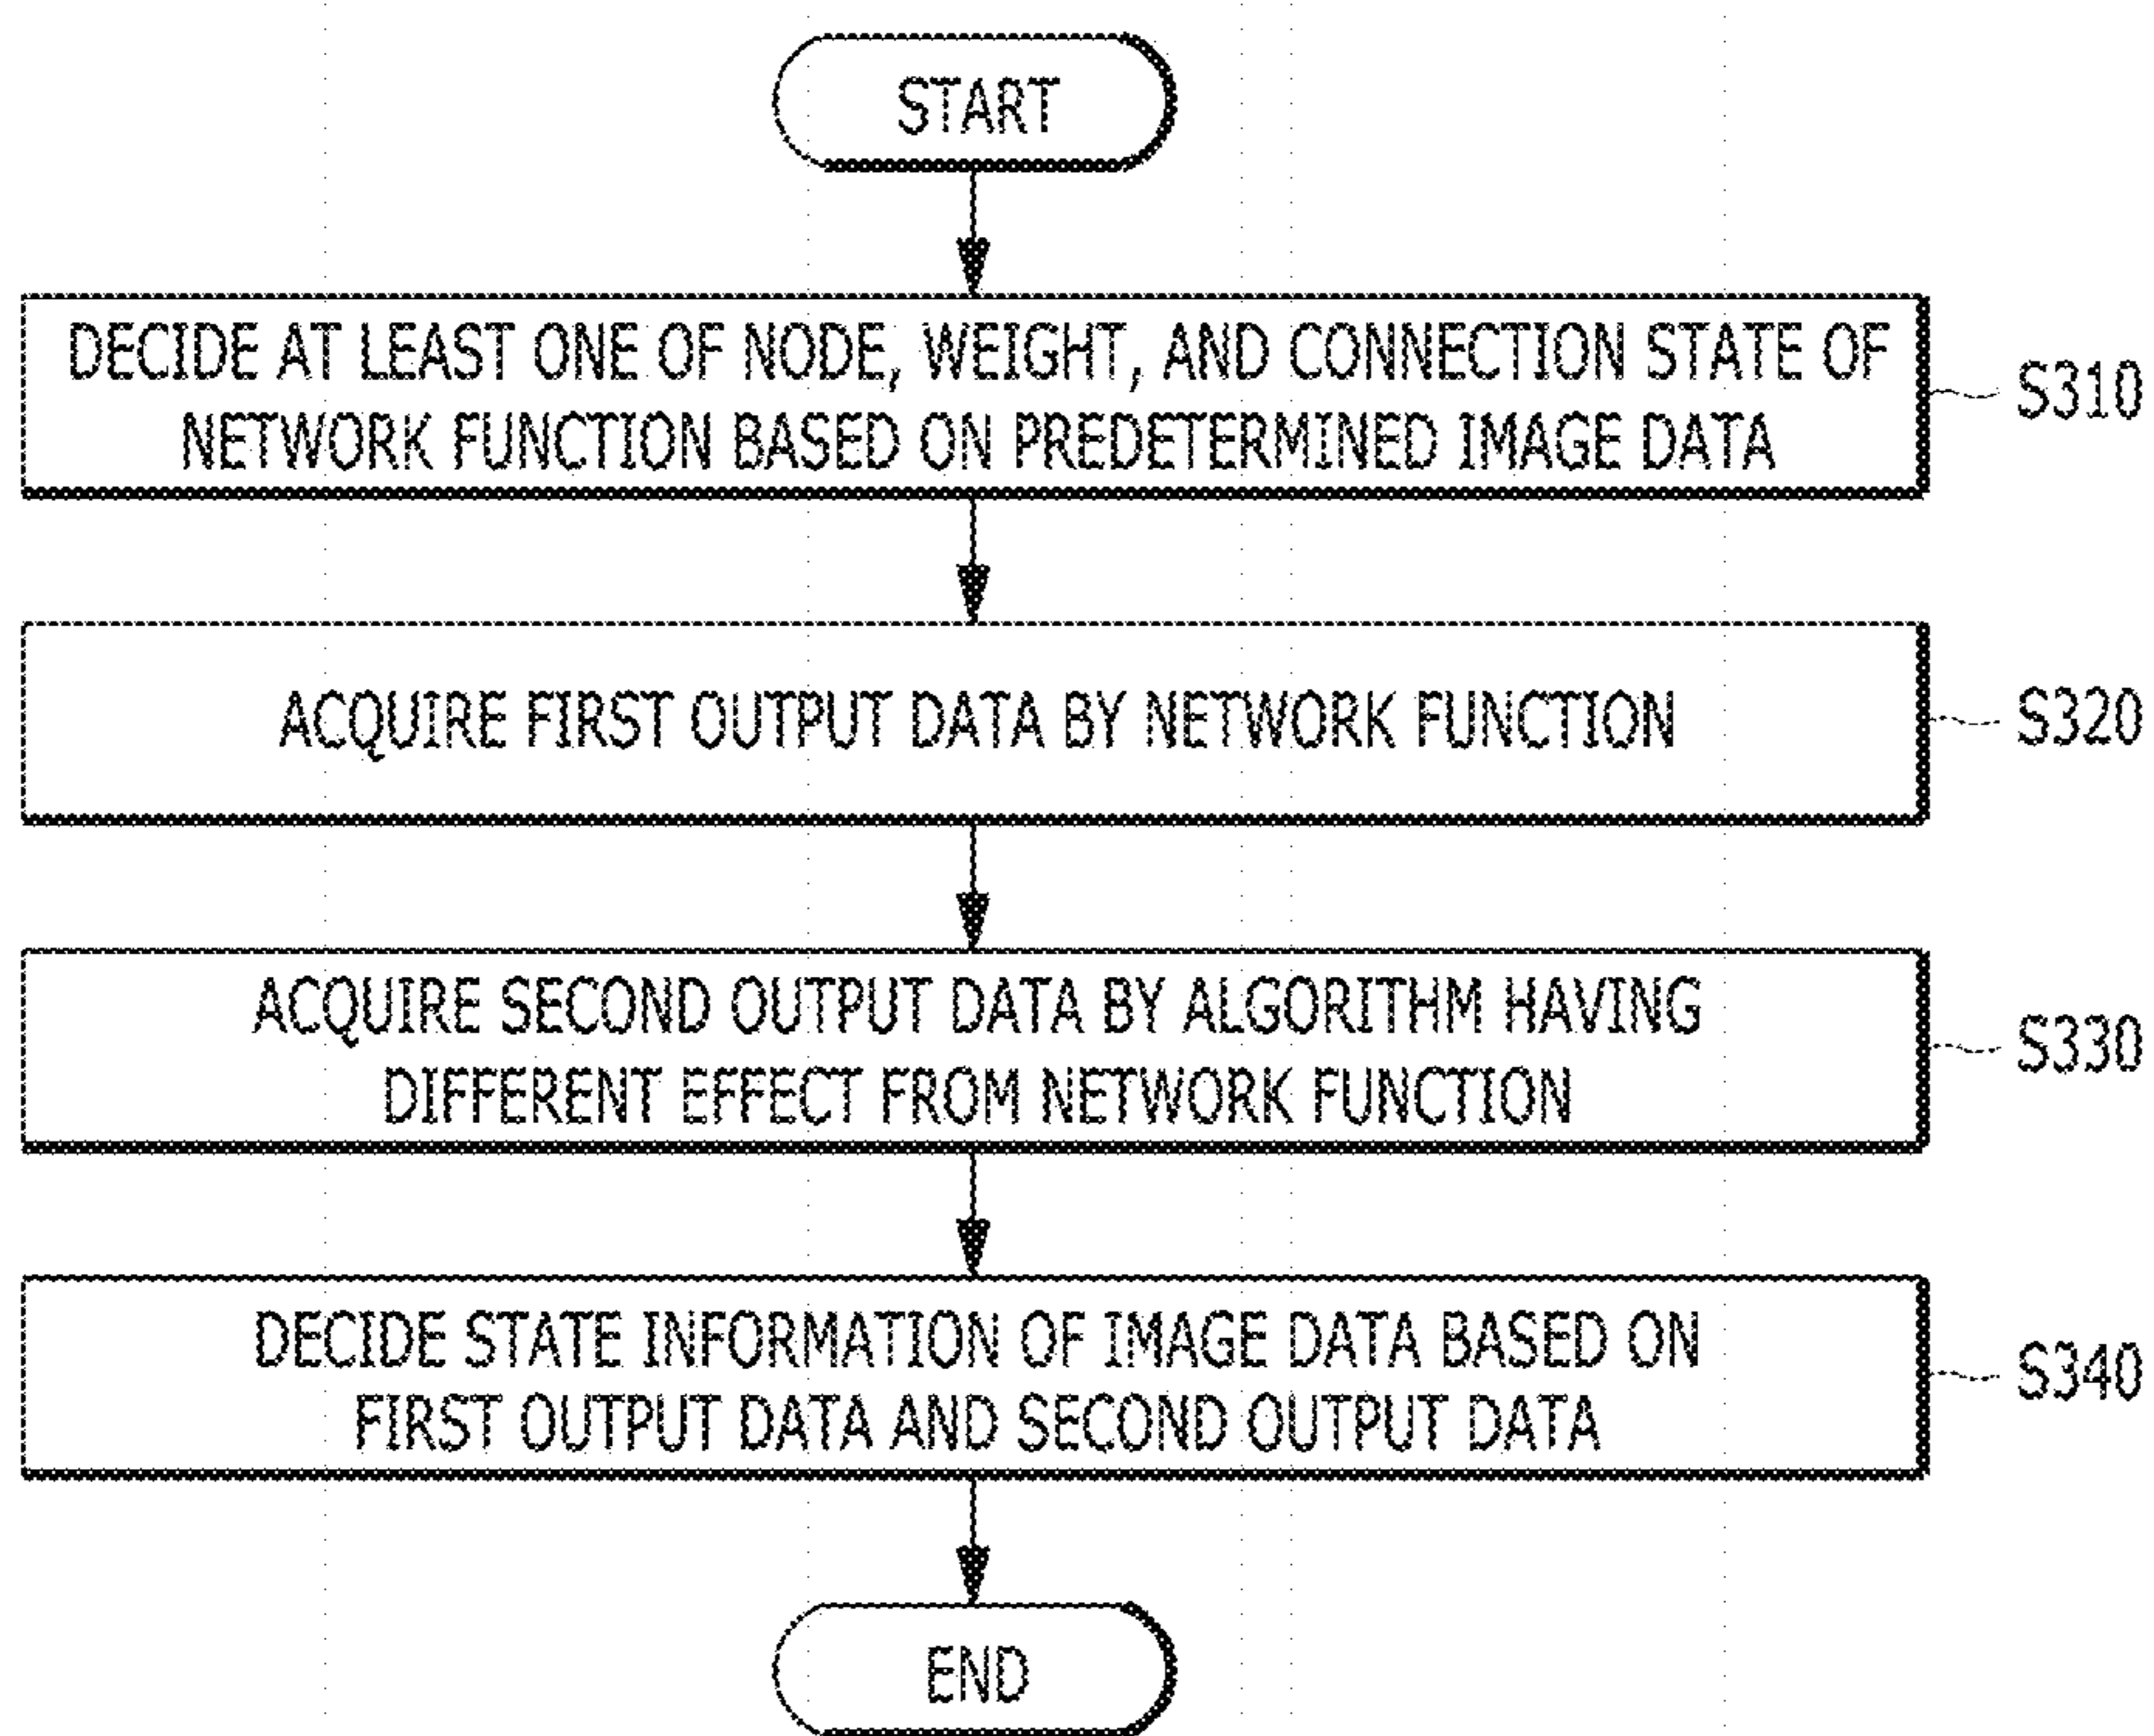 START
DECIDE AT LEAST ONE OF NODE, WEIGHT, AND CONNECTION STATE OF
NETWORK FUNCTION BASED ON PREDETERMINED IMAGE DATA
S310
ACQUIRE FIRST OUTPUT DATA BY NETWORK FUNCTION
S320
ACQUIRE SECOND OUTPUT DATA BY ALGORITHM HAVING
DIFFERENT EFFECT FROM NETWORK FUNCTION
S330
DECIDE STATE INFORMATION OF IMAGE DATA BASED ON
FIRST OUTPUT DATA AND SECOND OUTPUT DATA
S340
END